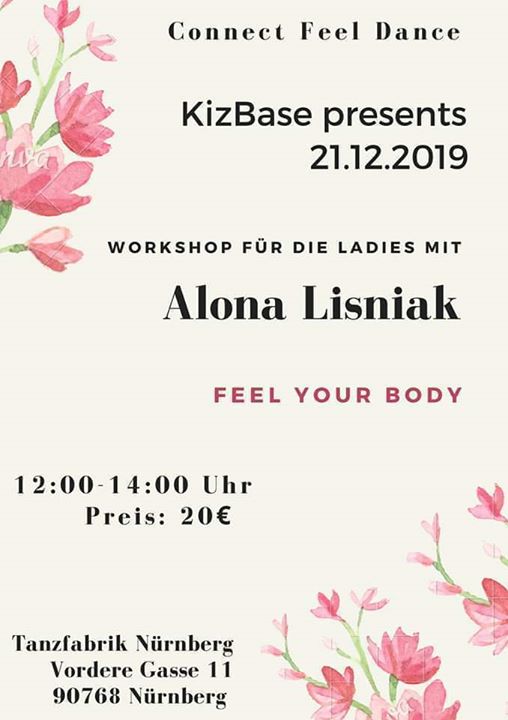 Connect Feel Dance
KizBase presents
21.12.2019
WORKSHOP FÜR DIE LADIES MIT
Alona Lisniak
FEEL YOUR BODY
12:00-14:00 Uhr
Preis: 20€
Tanzfabrik Nürnberg
Vordere Gasse 11
90768 Nürnberg